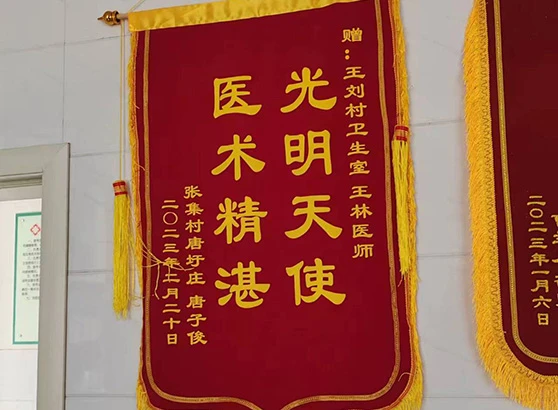 赠：王刘村卫生室 王林医师
光明天使
医术精湛
张集村唐圩庄 唐子俊
二〇二三年月二十日
二〇二三年一月六日